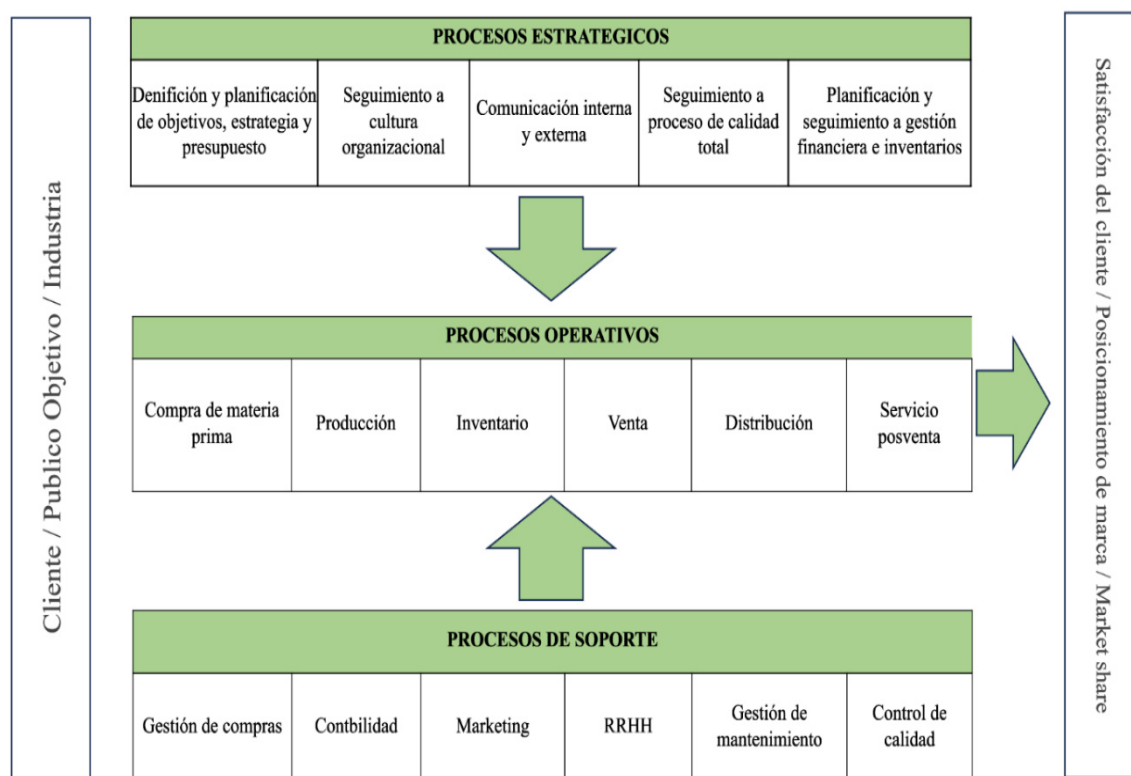 Cliente / Publico Objetivo / Industria
PROCESOS ESTRATEGICOS
Denifición y planificación
de objetivos, estrategia y
presupuesto
Seguimiento a
cultura
organizacional
Comunicación interna
y externa
Seguimiento a
proceso de calidad
total
Planificación y
seguimiento a gestión
financiera e inventarios
PROCESOS OPERATIVOS
Compra de materia
prima
Producción
Inventario
Venta
Distribución
Servicio
posventa
PROCESOS DE SOPORTE
Gestión de compras
Contbilidad
Marketing
RRHH
Gestión de
mantenimiento
Control de
calidad
Satisfacción del cliente / Posicionamiento de marca / Market share